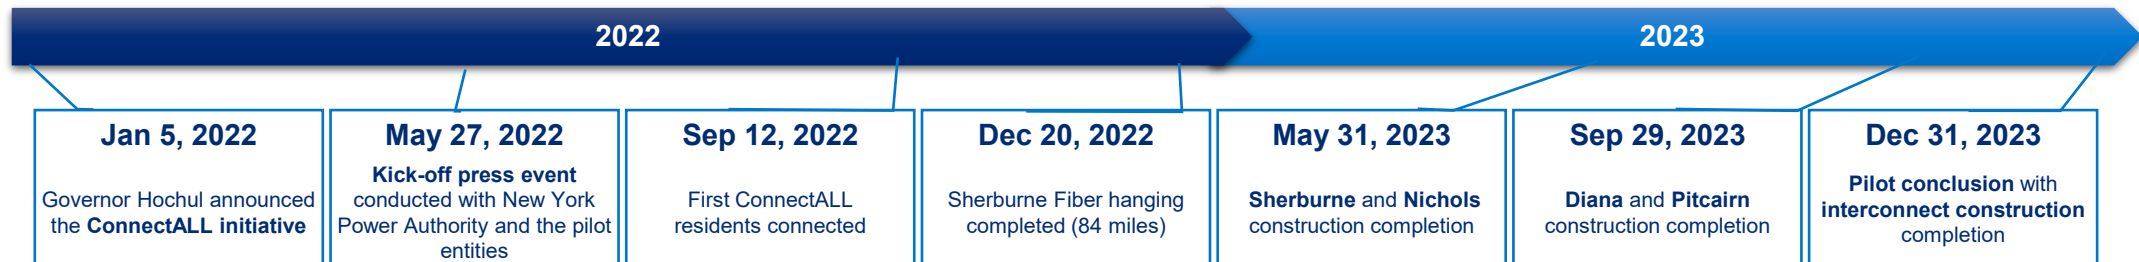 2022
2023
Jan 5, 2022
Governor Hochul announced
the ConnectALL initiative
May 27, 2022
Kick-off press event
conducted with New York
Power Authority and the pilot
entities
Sep 12, 2022
First ConnectALL
residents connected
Dec 20, 2022
Sherburne Fiber hanging
completed (84 miles)
May 31, 2023
Sherburne and Nichols
construction completion
Sep 29, 2023
Diana and Pitcairn
construction completion
Dec 31, 2023
Pilot conclusion with
interconnect construction
completion